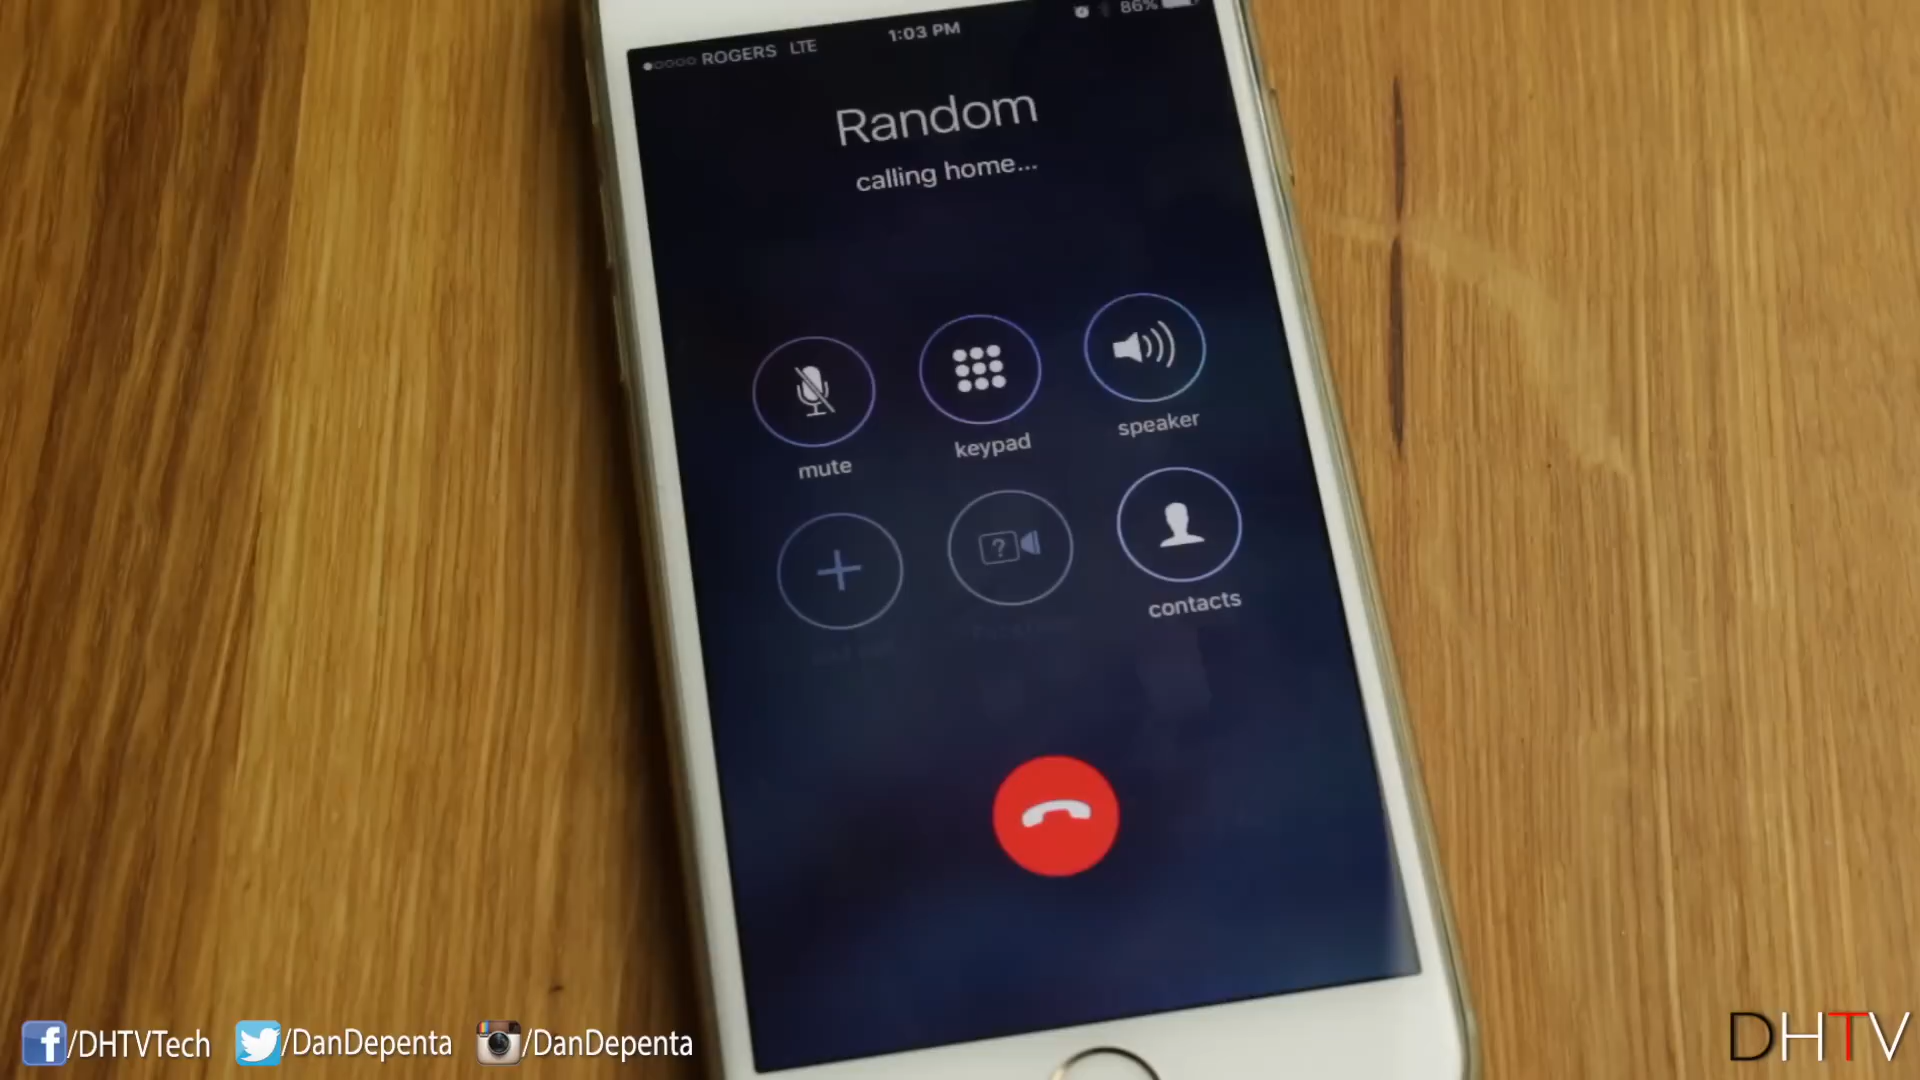 ROGERS LTE 1:03 PM 86%
Random
calling home...
mute keypad speaker
contacts
/DHTVTech /DanDepenta /DanDepenta
DHTV